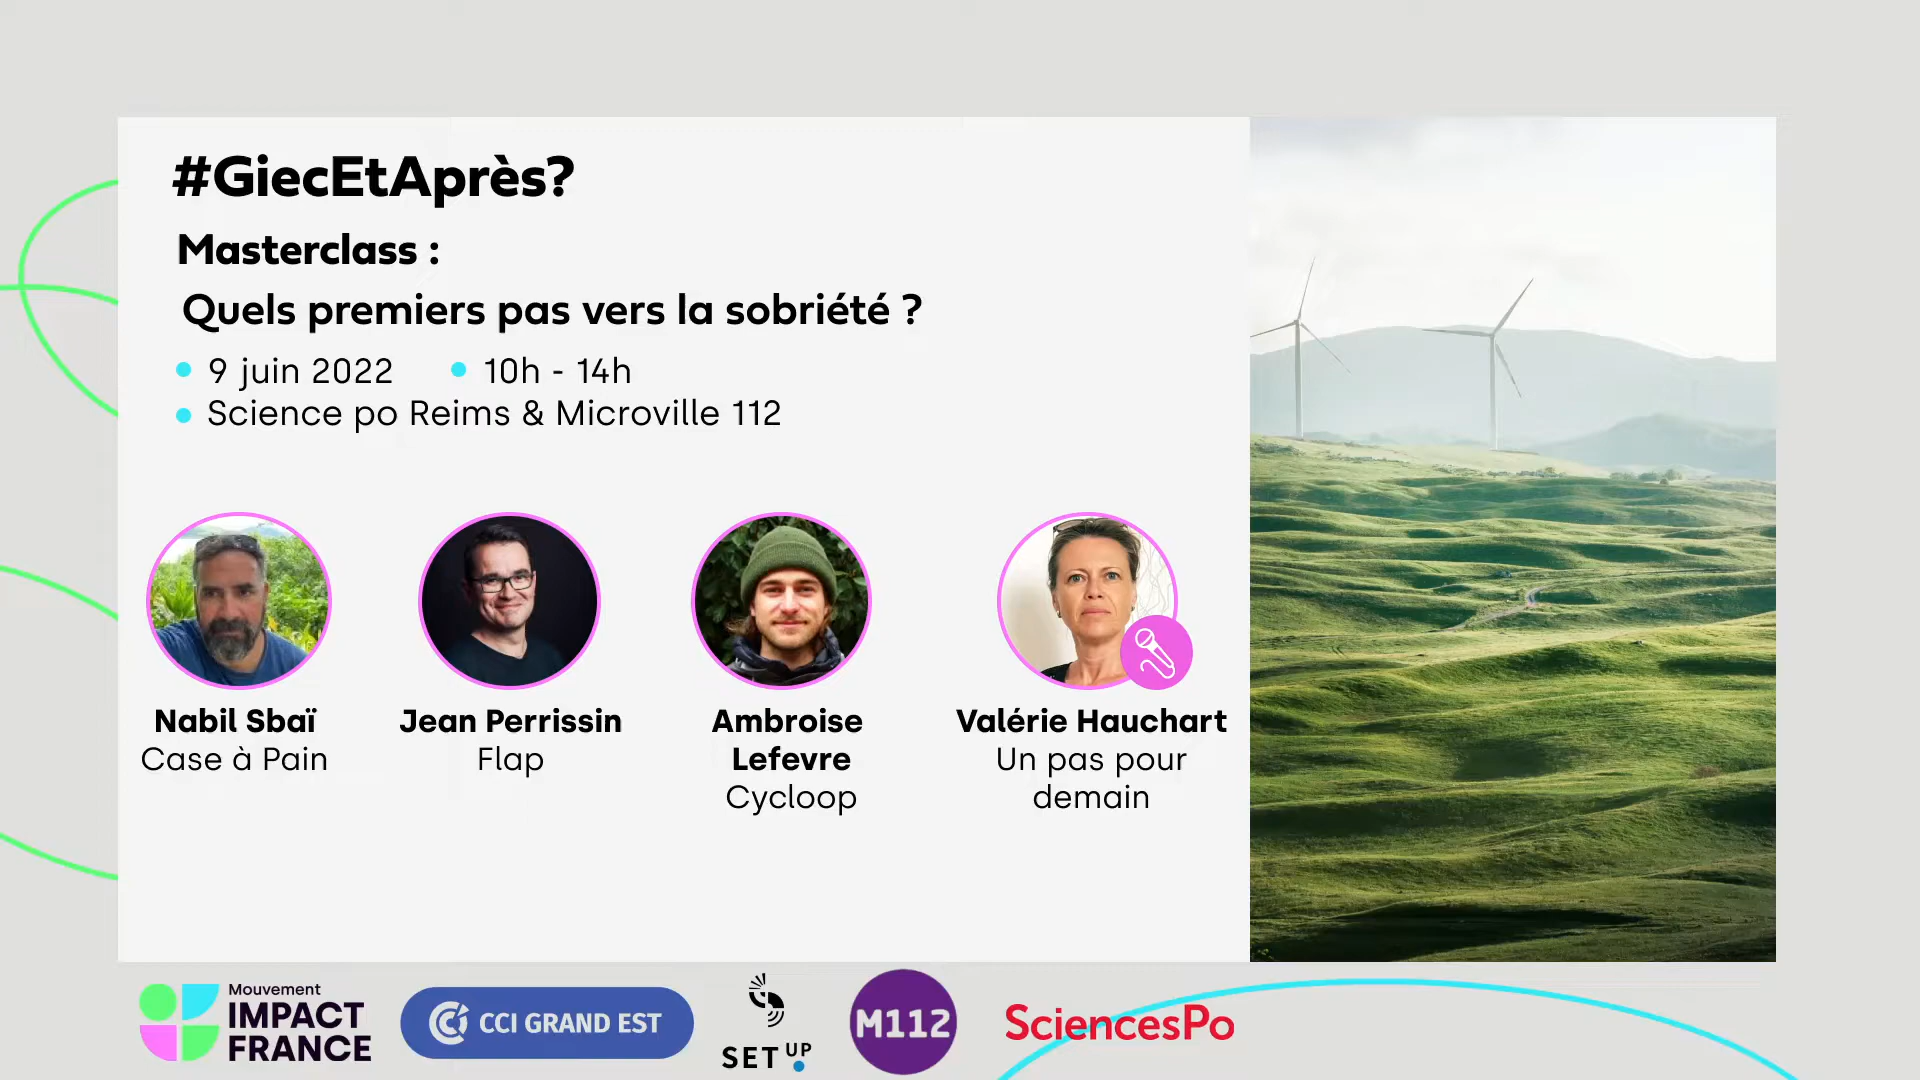 #GiecEtAprès?
Masterclass :
Quels premiers pas vers la sobriété ?
9 juin 2022
10h - 14h
Science po Reims & Microville 112
Nabil Sbaï
Case à Pain
Jean Perrissin
Flap
Ambroise
Lefevre
Cycloop
Valérie Hauchart
Un pas pour
demain
Mouvement
IMPACT
FRANCE
CCI GRAND EST
SET UP
M112
SciencesPo